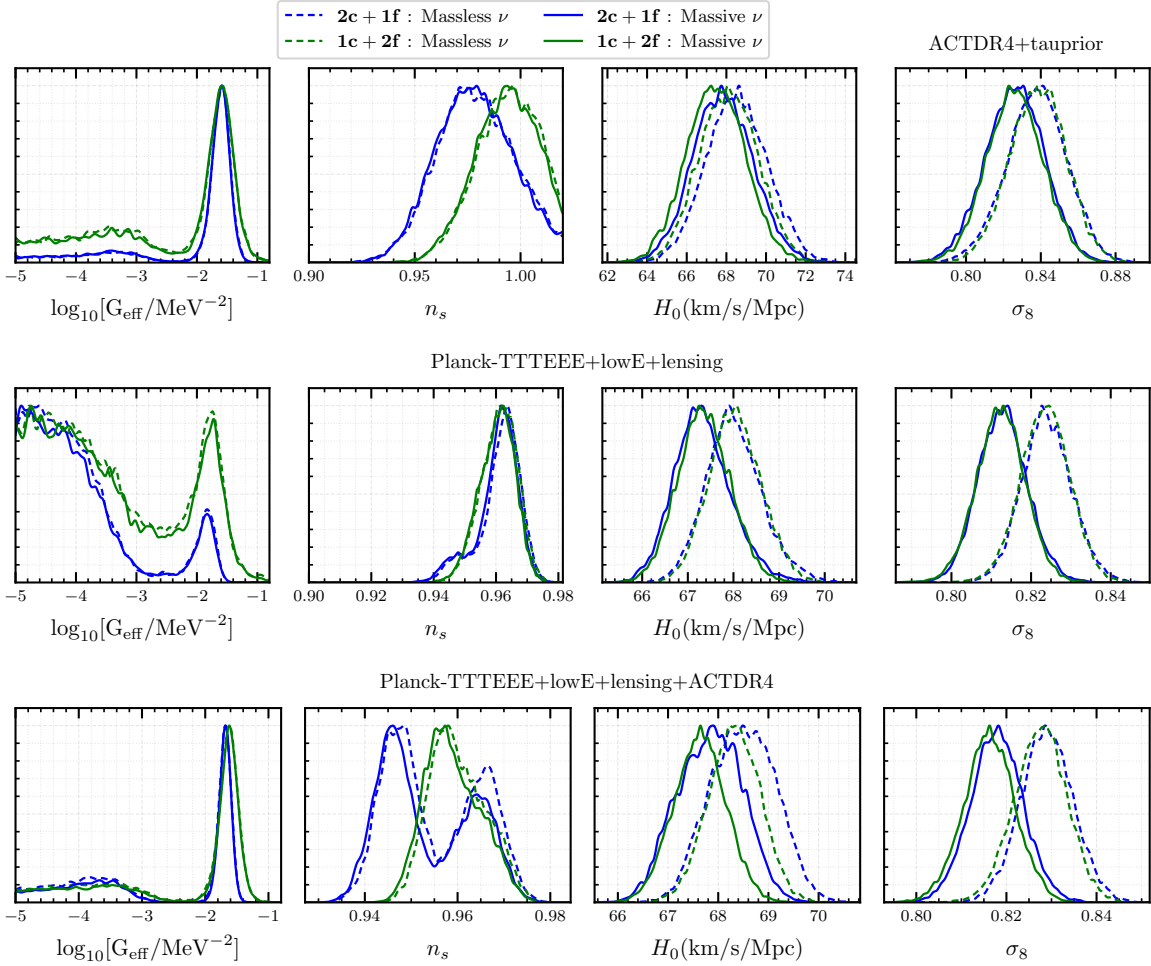 2c + 1f : Massless ν 2c + 1f : Massive ν
1c + 2f : Massless ν 1c + 2f : Massive ν
ACTDR4+tauprior
−5 −4 −3 −2 −1 0.90 0.95 1.00 62 64 66 68 70 72 74 0.80 0.84 0.88
log₁₀[G_eff/MeV⁻²] n_s H₀(km/s/Mpc) σ₈
Planck-TTTEEE+lowE+lensing
−5 −4 −3 −2 −1 0.90 0.92 0.94 0.96 0.98 66 67 68 69 70 0.80 0.82 0.84
log₁₀[G_eff/MeV⁻²] n_s H₀(km/s/Mpc) σ₈
Planck-TTTEEE+lowE+lensing+ACTDR4
−5 −4 −3 −2 −1 0.94 0.96 0.98 66 67 68 69 70 0.80 0.82 0.84
log₁₀[G_eff/MeV⁻²] n_s H₀(km/s/Mpc) σ₈